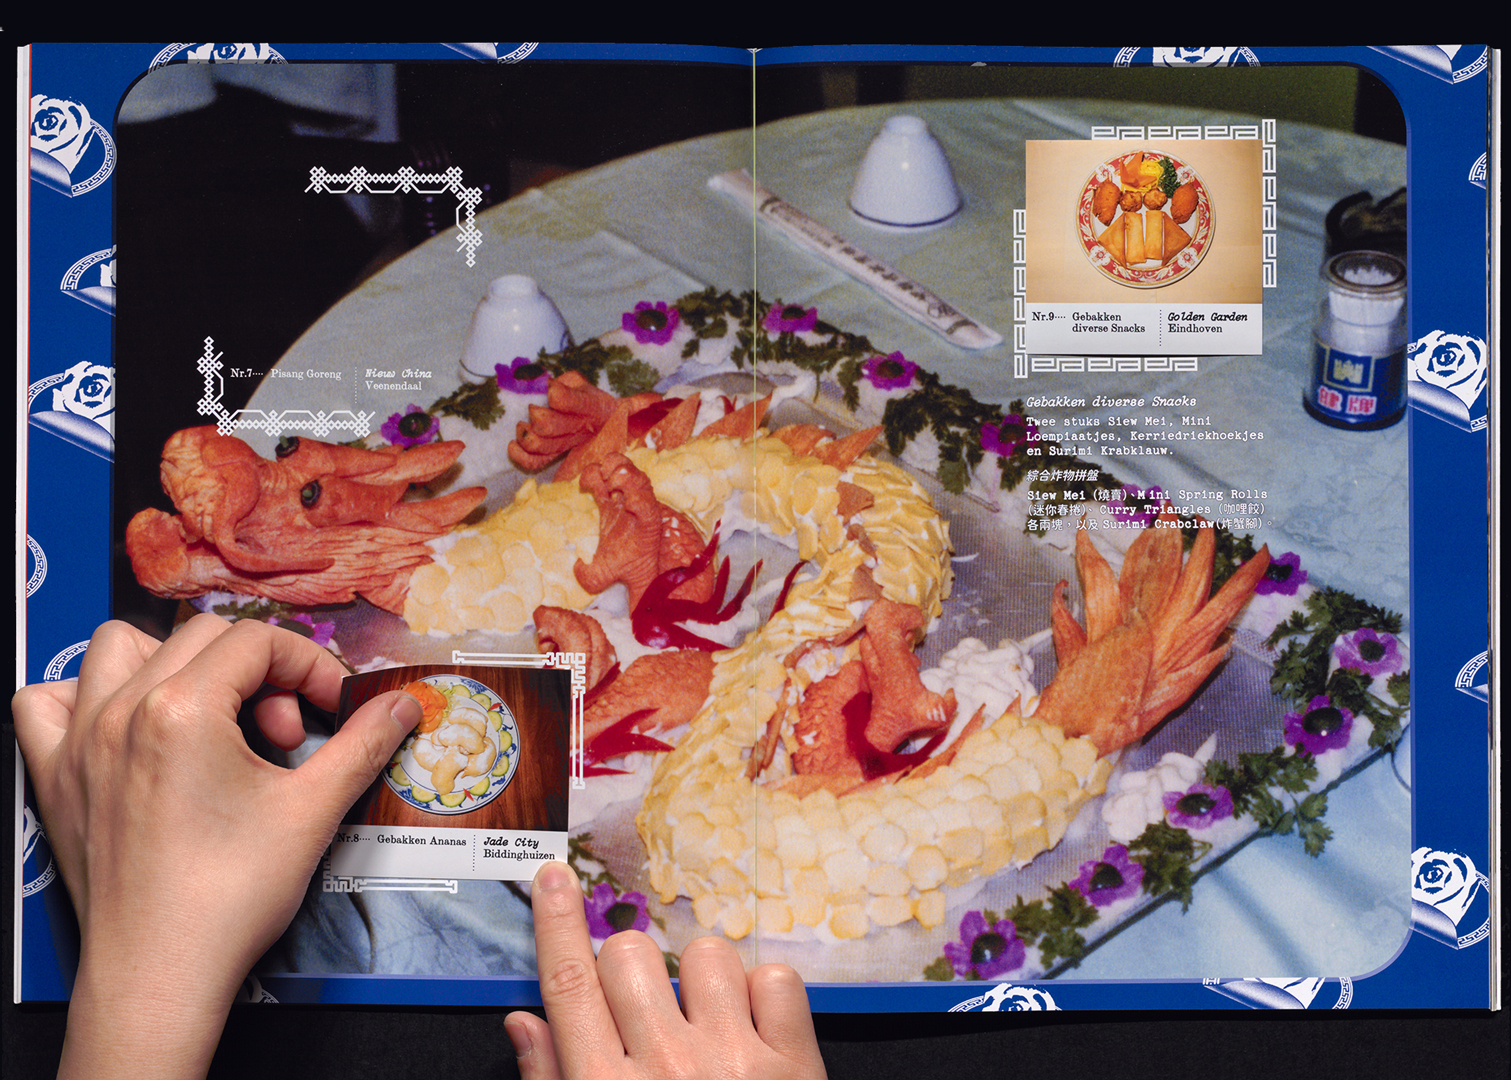 Nr.7···· Pisang Goreng
Nieuw China
Veenendaal
Nr.8···· Gebakken Ananas
Jade City
Biddinghuizen
Nr.9···· Gebakken
diverse Snacks
Golden Garden
Eindhoven
Gebakken diverse Snacks
Twee stuks Siew Mei, Mini
Loempiaatjes, Kerriedriekhoekjes
en Surimi Krabklauw.
綜合炸物拼盤
Siew Mei (燒賣)、Mini Spring Rolls
(迷你春捲)、Curry Triangles (咖哩餃)
各兩塊，以及 Surimi Crabclaw(炸蟹腳)。
健牌